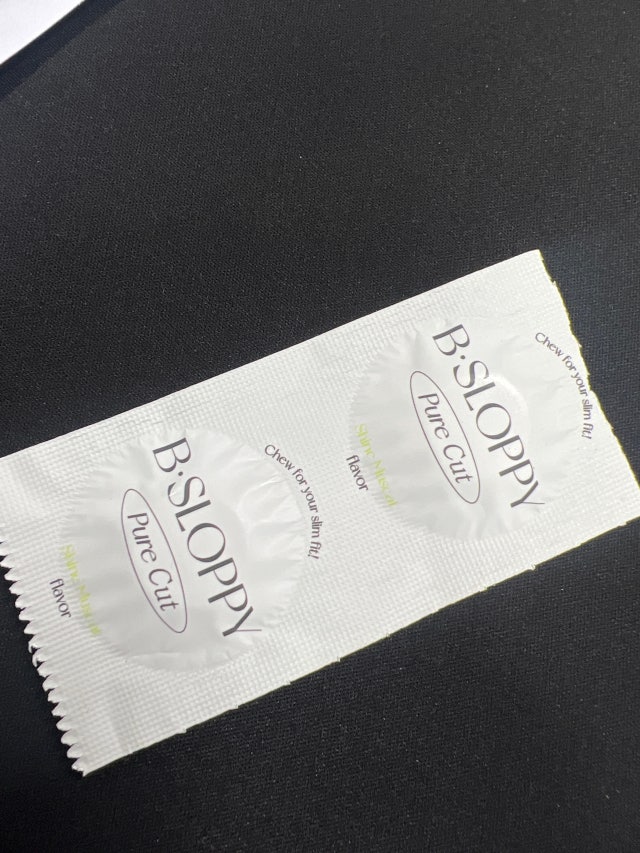 B·SLOPPY
Pure Cut
Chew for your slim fit!
Shine Muscat
flavor
B·SLOPPY
Pure Cut
Chew for your slim fit!
Shine Muscat
flavor